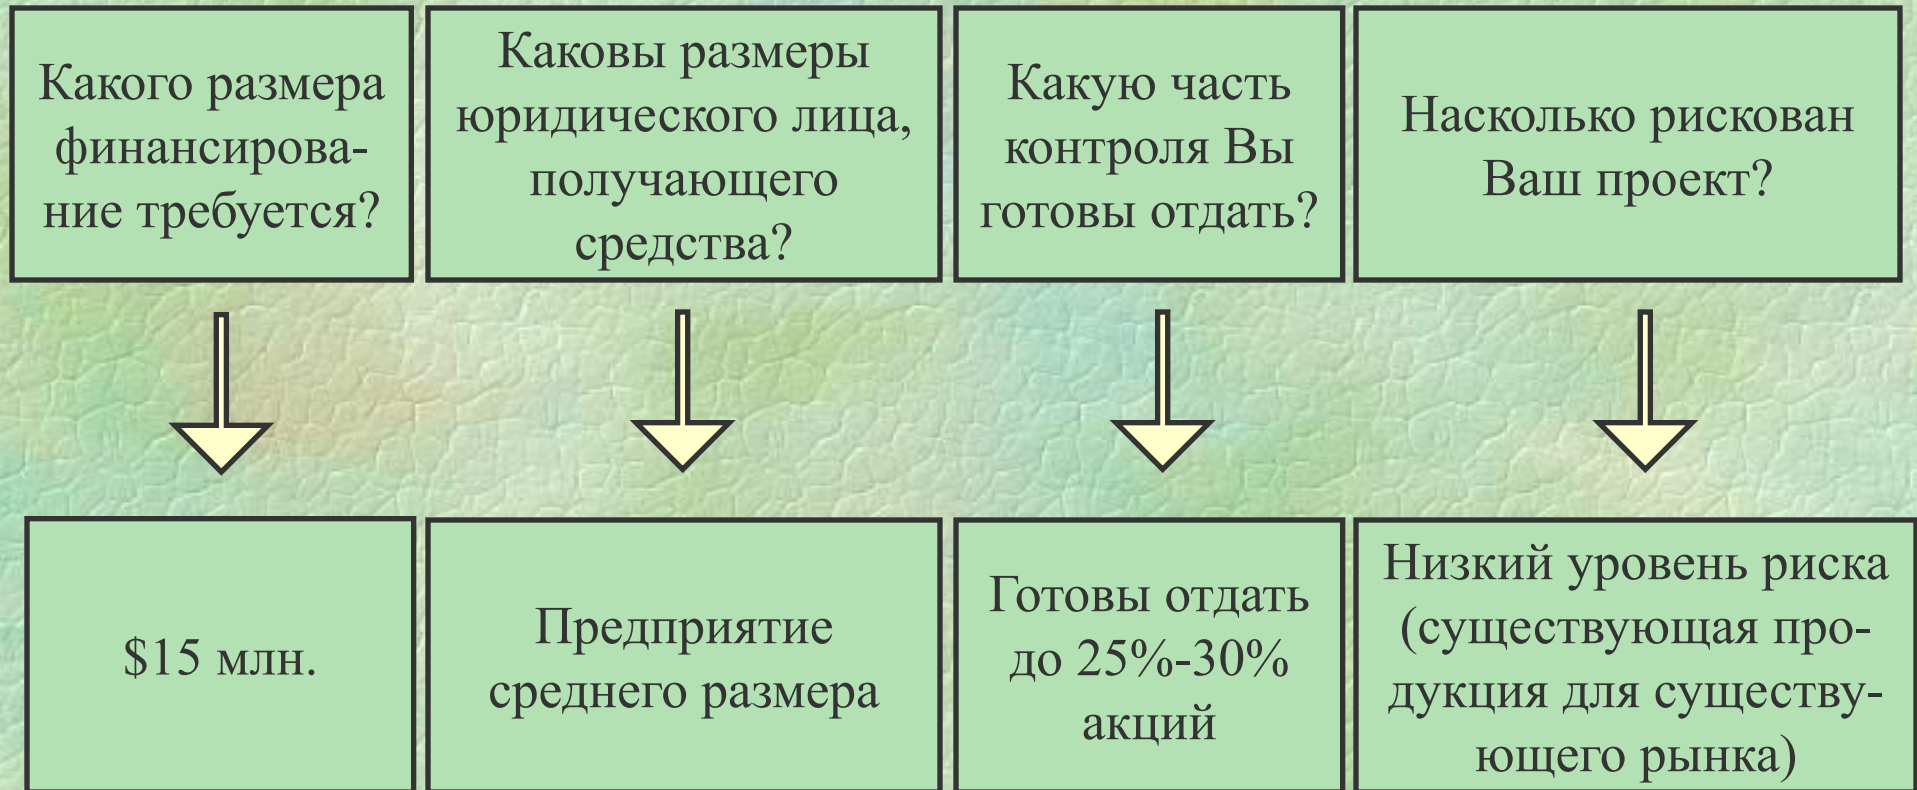 Какого размера
финансирова-
ние требуется?
Каковы размеры
юридического лица,
получающего
средства?
Какую часть
контроля Вы
готовы отдать?
Насколько рискован
Ваш проект?
$15 млн.
Предприятие
среднего размера
Готовы отдать
до 25%-30%
акций
Низкий уровень риска
(существующая про-
дукция для существу-
ющего рынка)